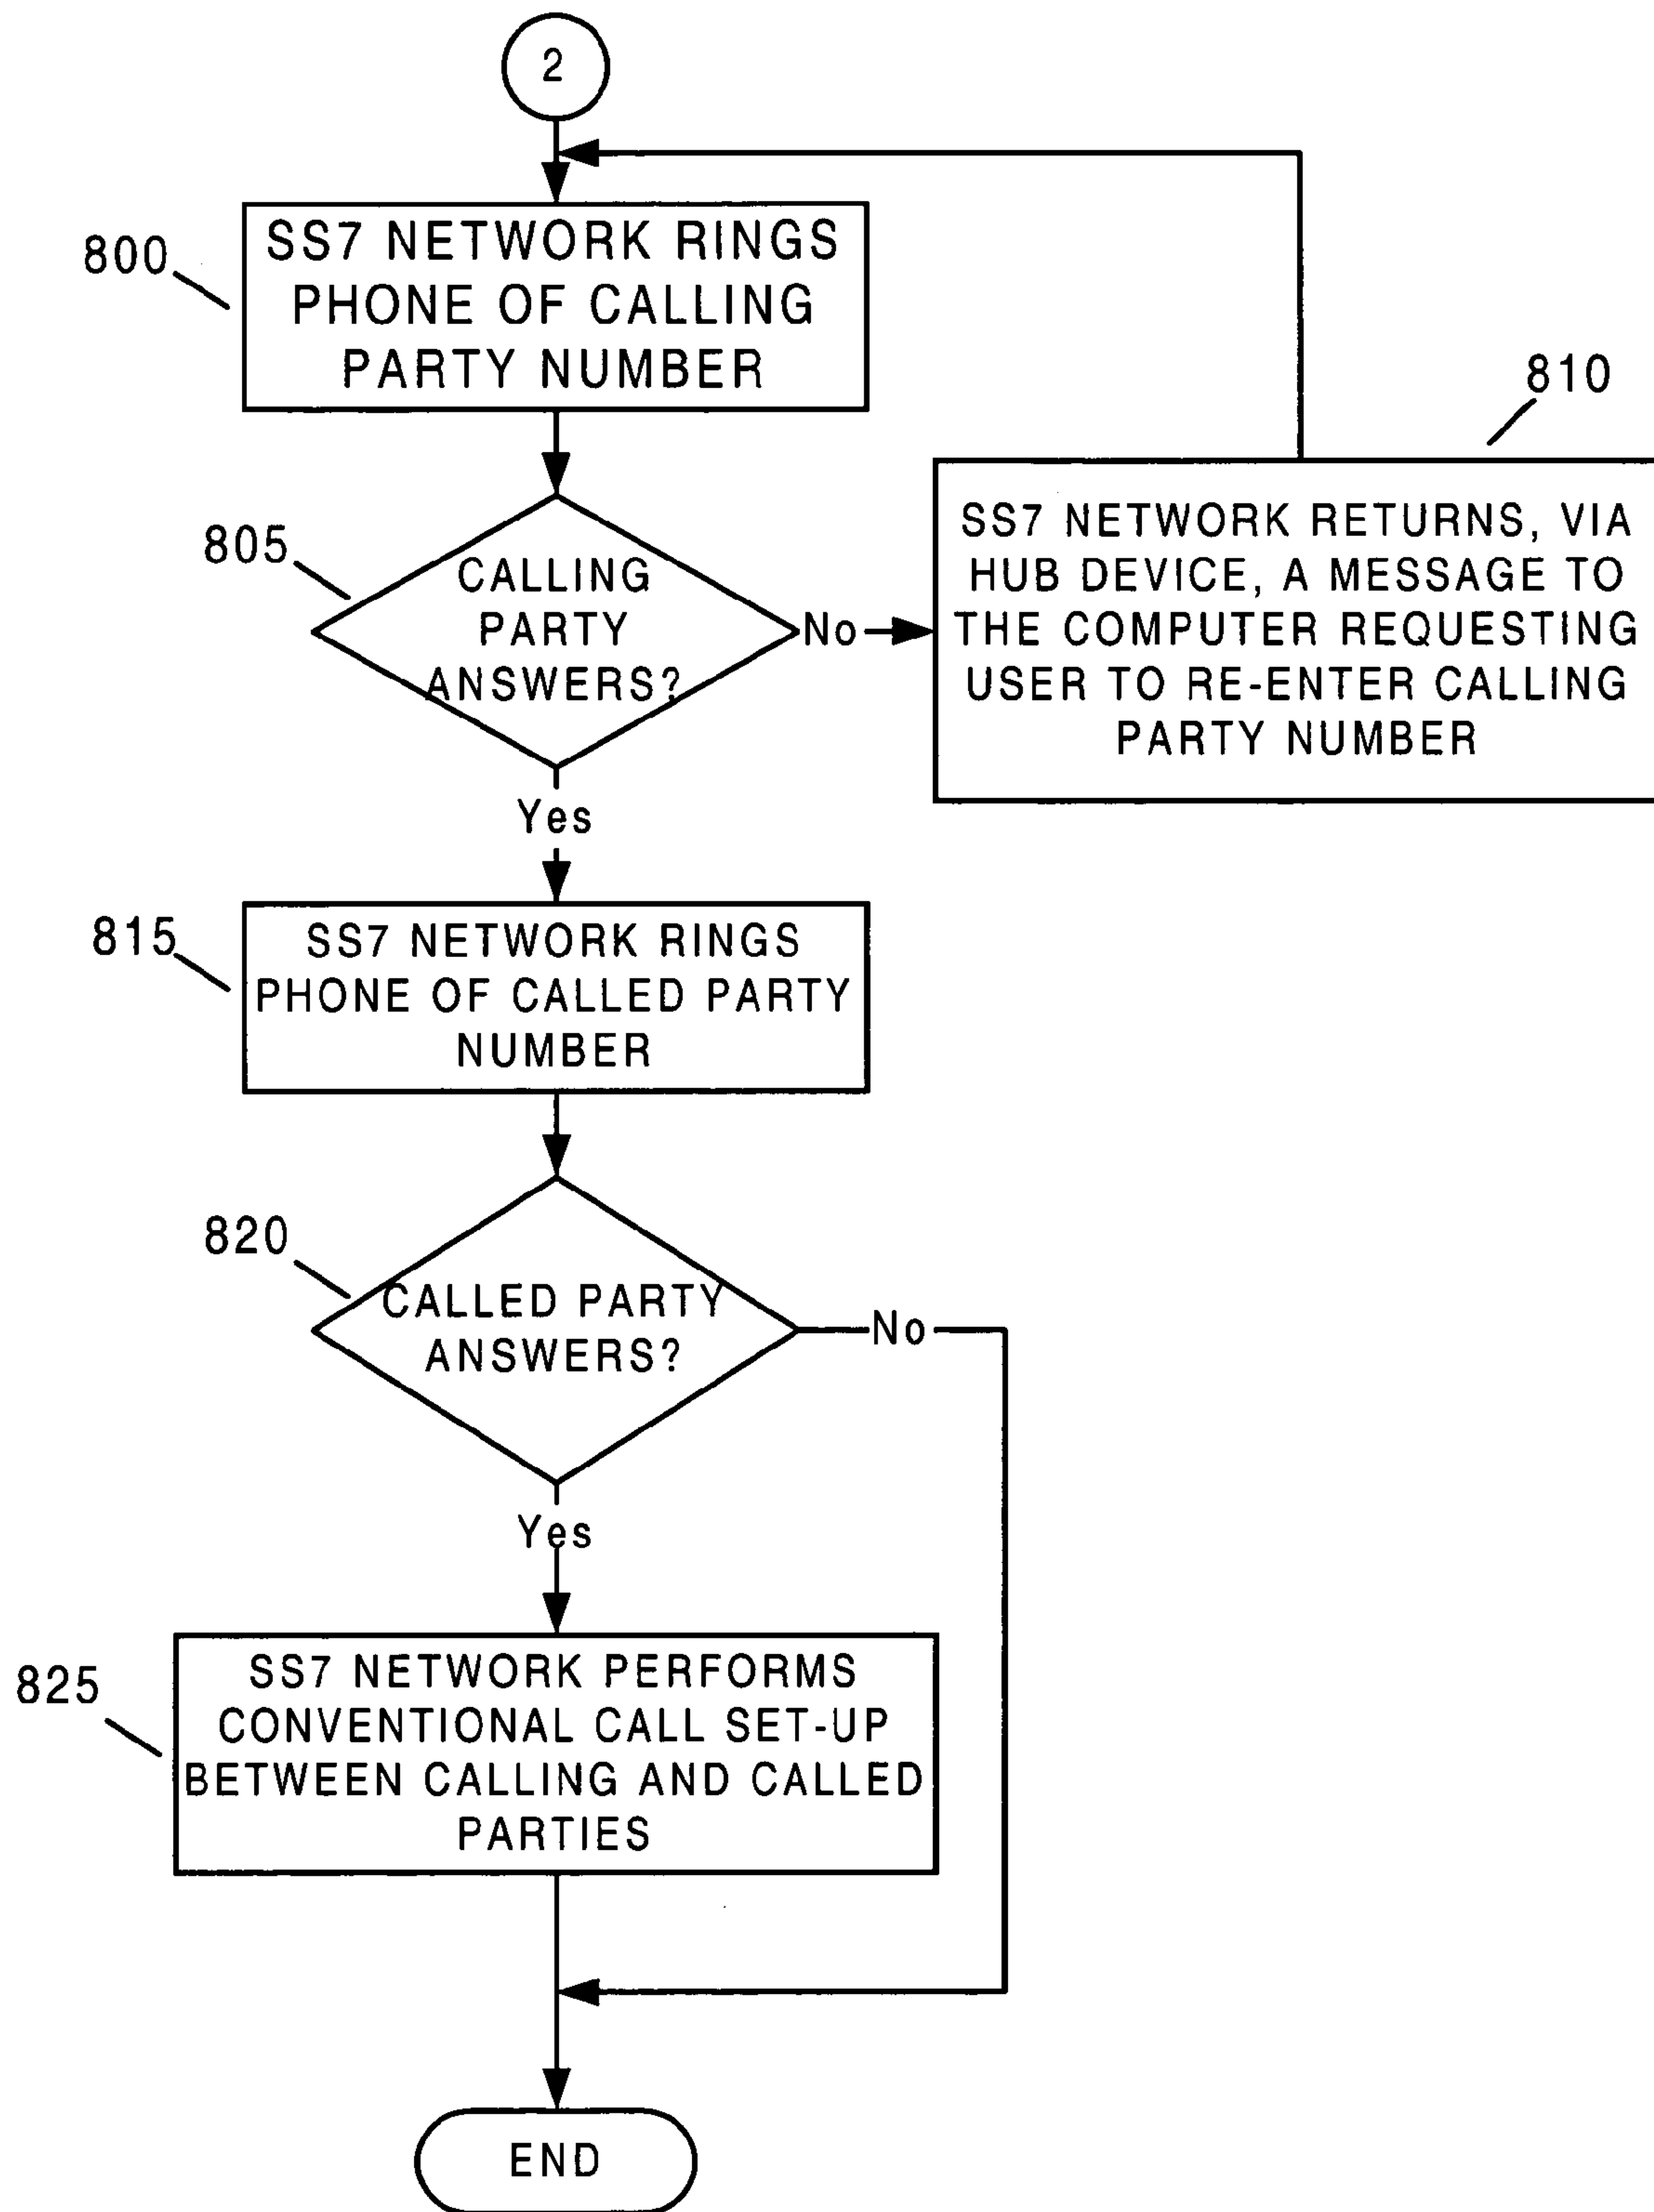 2
800
SS7 NETWORK RINGS
PHONE OF CALLING
PARTY NUMBER
805
CALLING
PARTY
ANSWERS?
No
810
SS7 NETWORK RETURNS, VIA
HUB DEVICE, A MESSAGE TO
THE COMPUTER REQUESTING
USER TO RE-ENTER CALLING
PARTY NUMBER
Yes
815
SS7 NETWORK RINGS
PHONE OF CALLED PARTY
NUMBER
820
CALLED PARTY
ANSWERS?
No
Yes
825
SS7 NETWORK PERFORMS
CONVENTIONAL CALL SET-UP
BETWEEN CALLING AND CALLED
PARTIES
END